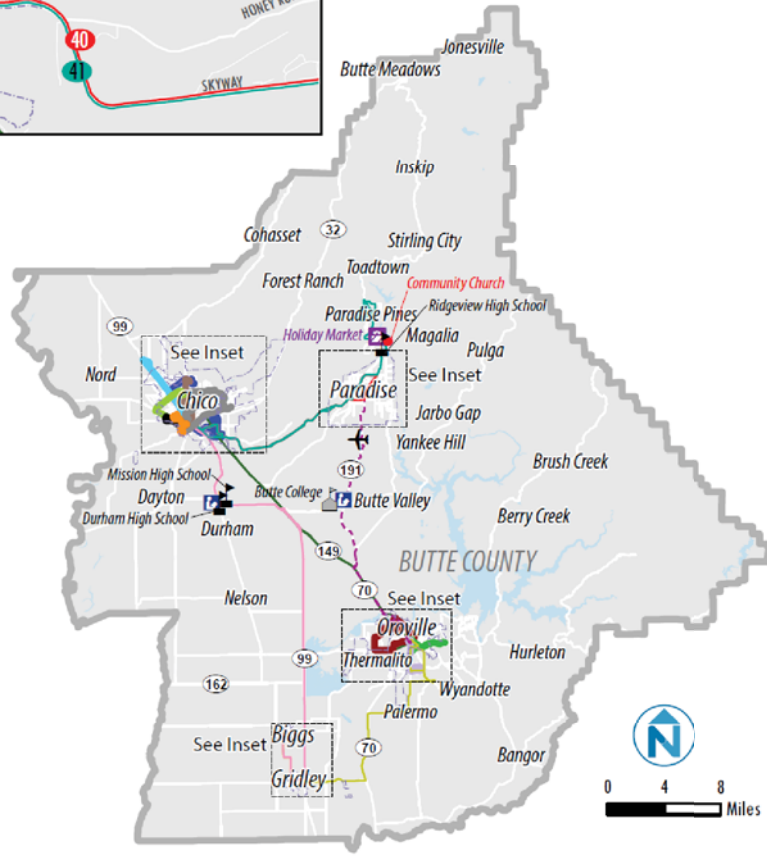 40
41
SKYWAY
Jonesville
Butte Meadows
Inskip
Cohasset
32
Stirling City
Toadtown
Forest Ranch
Community Church
Ridgeview High School
Paradise Pines
99
Holiday Market
Magalia
See Inset
Pulga
Nord
See Inset
Chico
Paradise
Jarbo Gap
Yankee Hill
191
Brush Creek
Mission High School
Dayton
Butte College
Butte Valley
Durham High School
Durham
Berry Creek
149
BUTTE COUNTY
70
Nelson
See Inset
Oroville
Thermalito
99
Hurleton
162
Wyandotte
Palermo
Biggs
See Inset
70
Bangor
Gridley
N
0 4 8
Miles